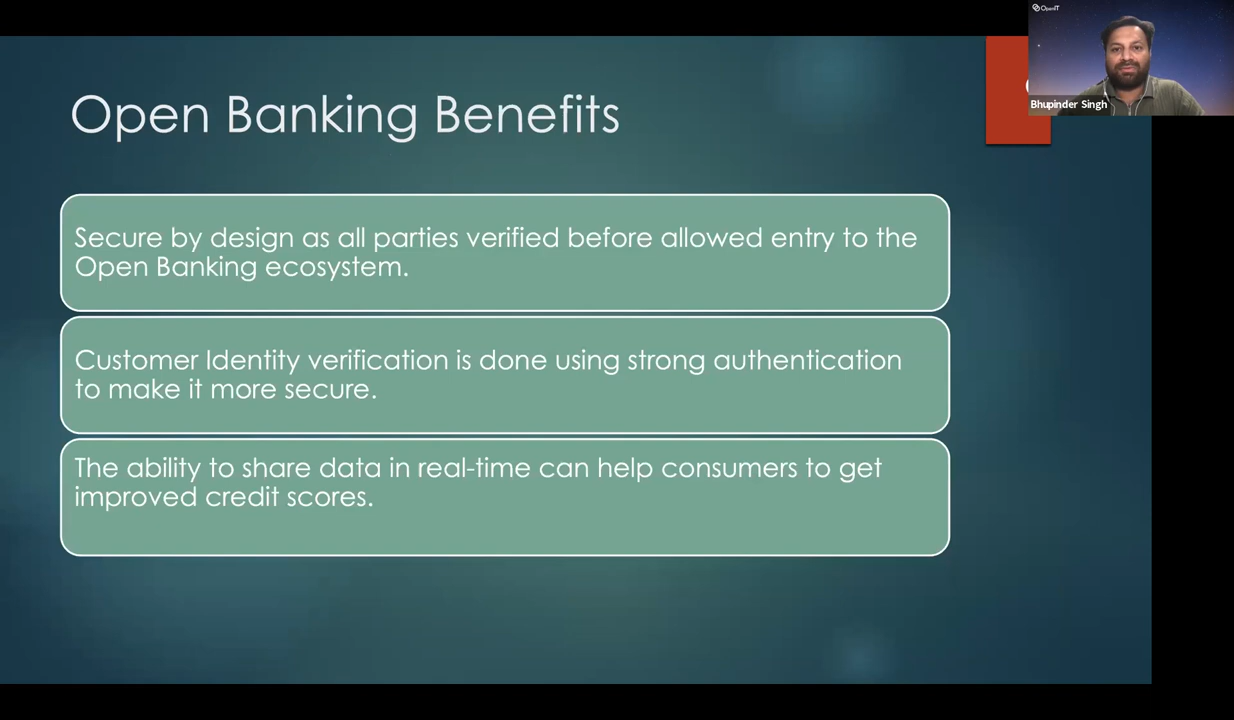 OpenIT
Bhupinder Singh
Open Banking Benefits
Secure by design as all parties verified before allowed entry to the
Open Banking ecosystem.
Customer Identity verification is done using strong authentication
to make it more secure.
The ability to share data in real-time can help consumers to get
improved credit scores.